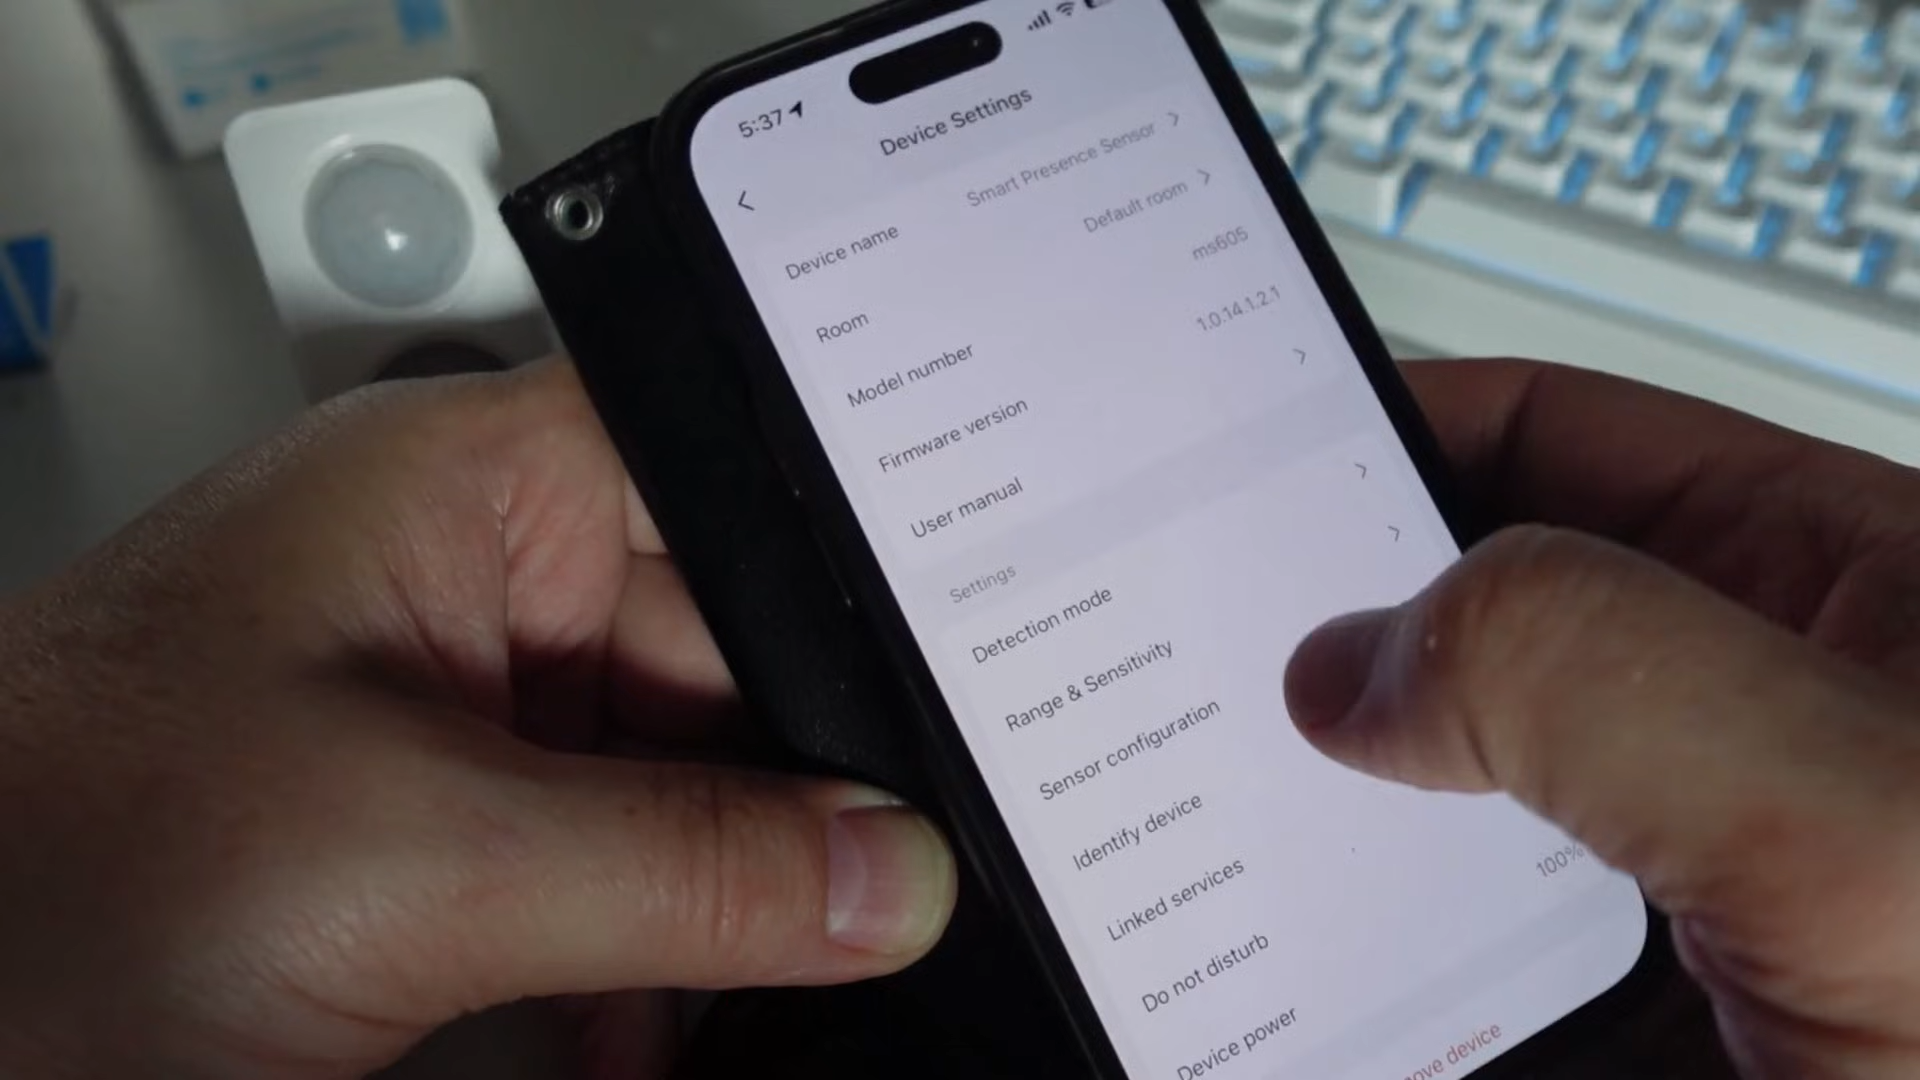 5:37
Device Settings
Device name Smart Presence Sensor
Room Default room
Model number ms605
Firmware version 1.0.14.1.2.1
User manual
Settings
Detection mode
Range & Sensitivity
Sensor configuration
Identify device
Linked services
Do not disturb
Device power 100%
device